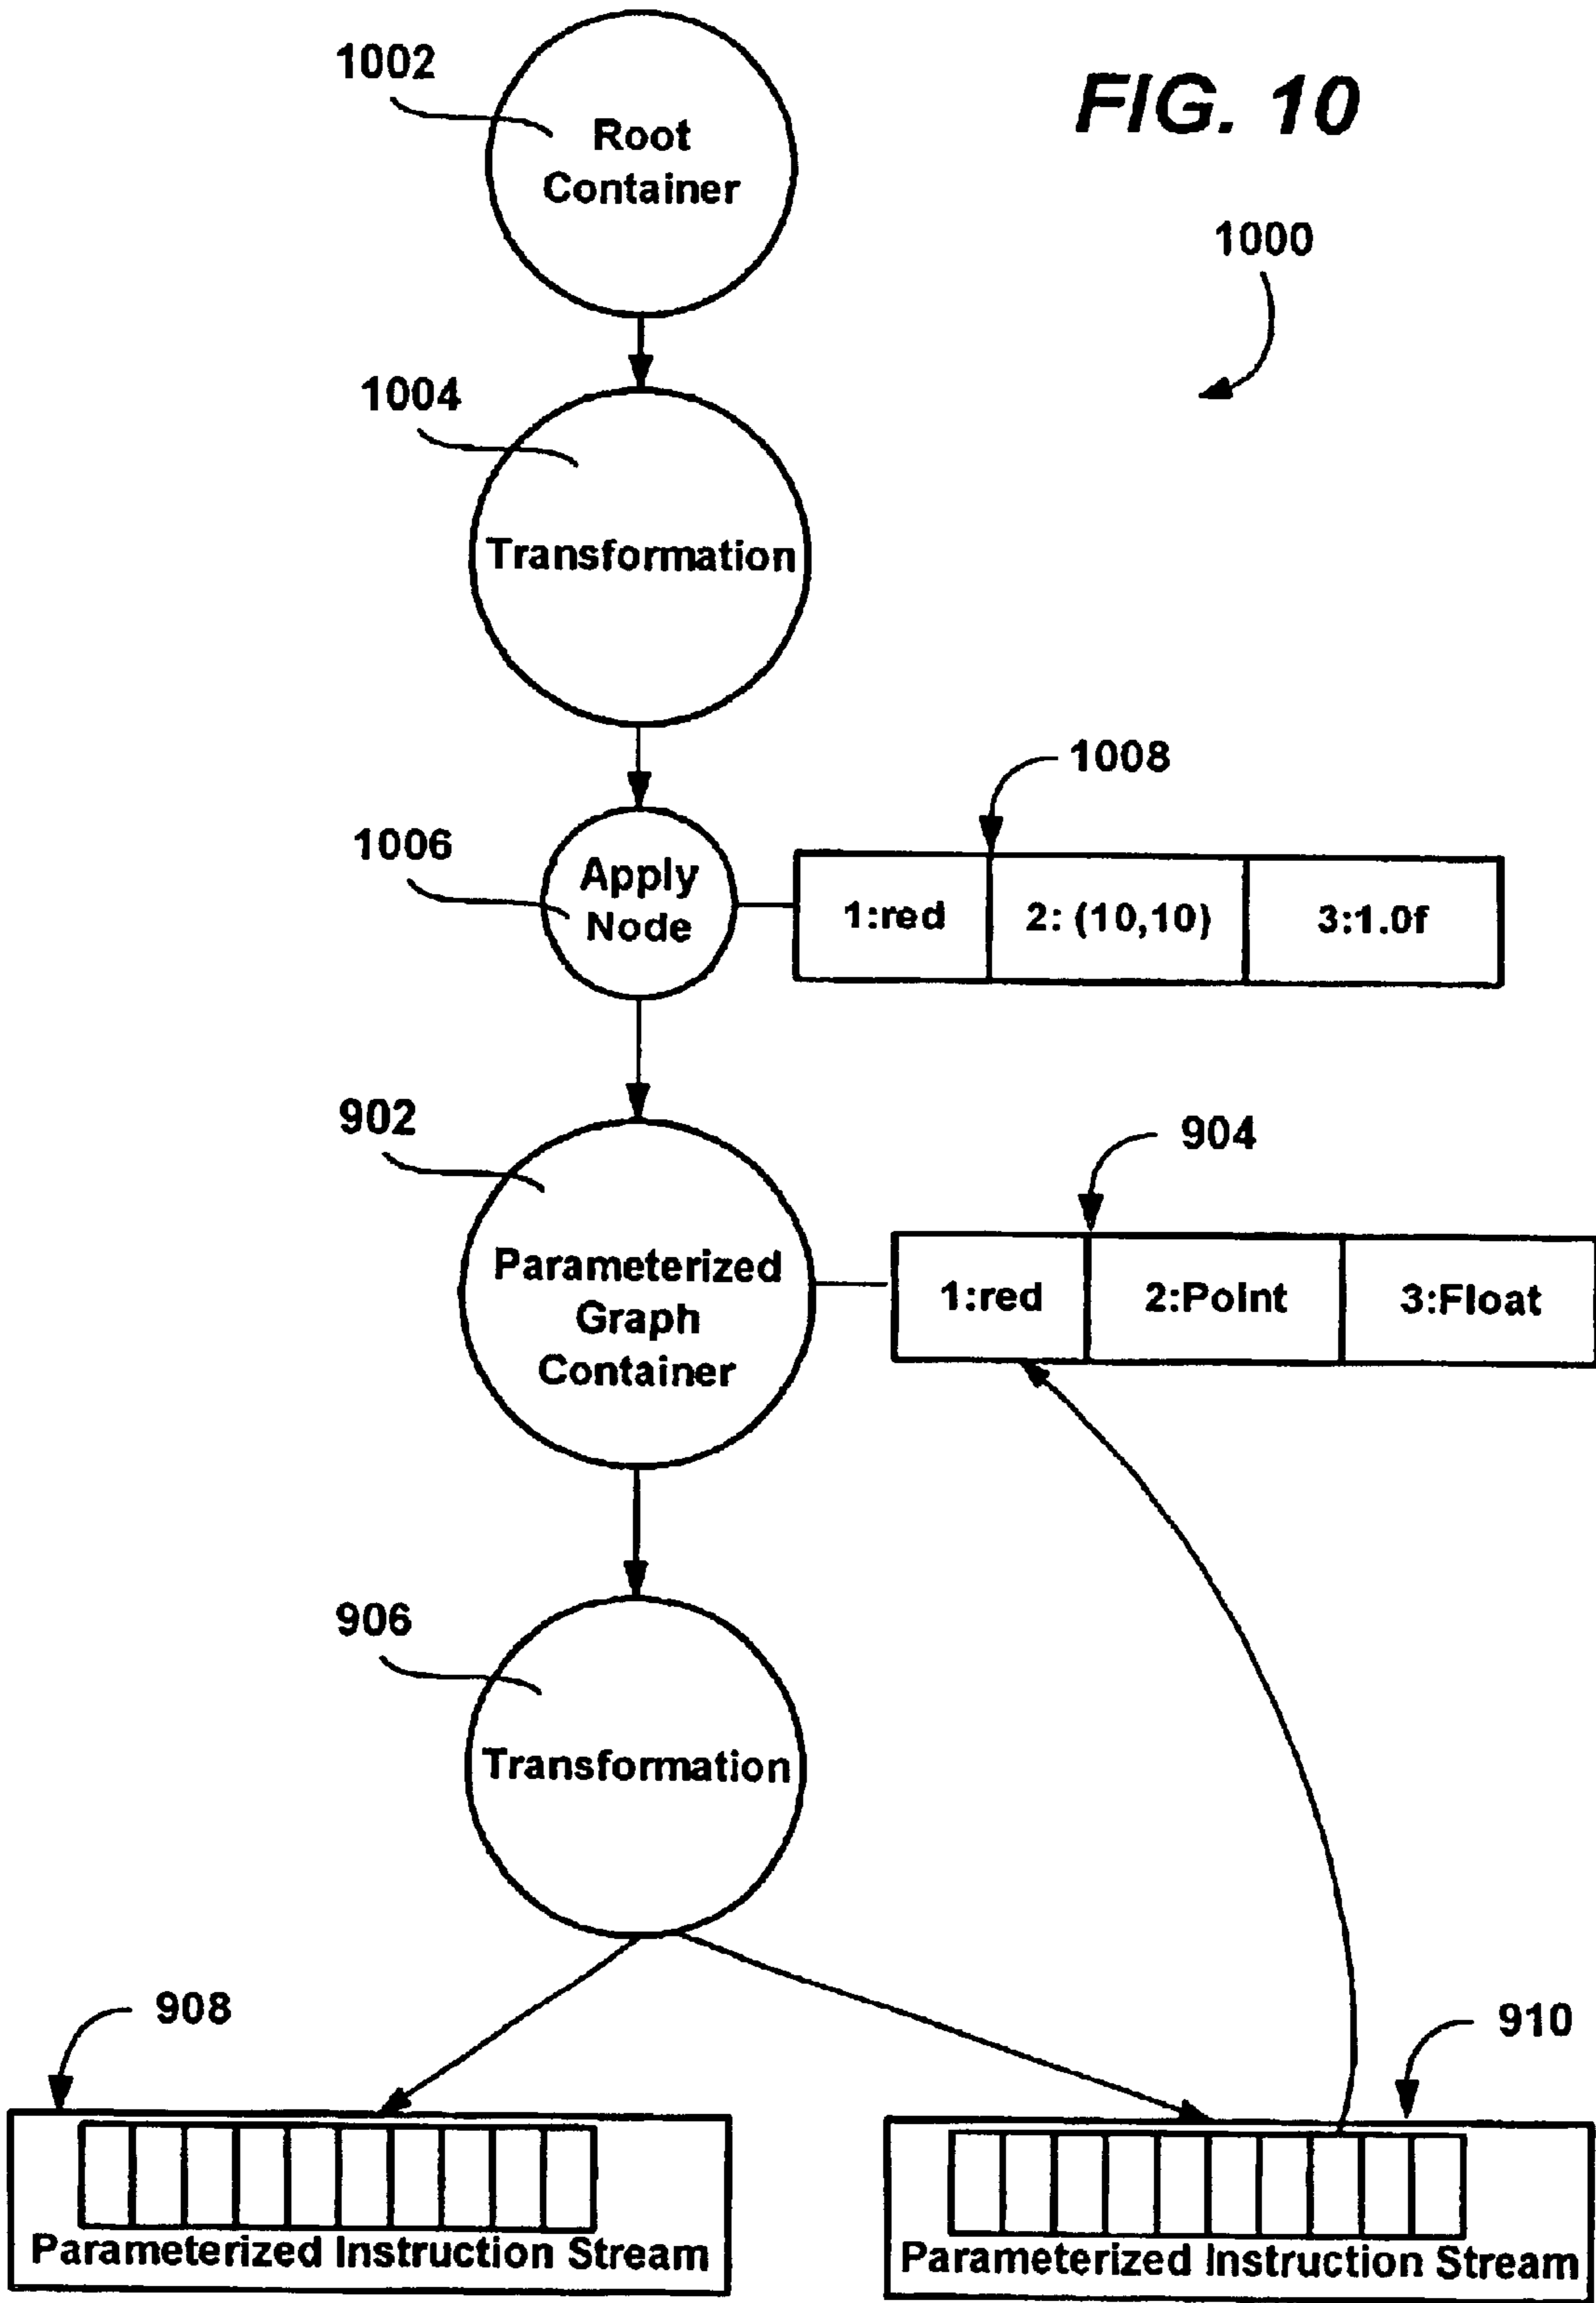 1002
FIG. 10
Root
Container
1000
1004
Transformation
1008
1006
Apply
Node
1:red
2: (10,10)
3:1.0f
902
904
Parameterized
Graph
Container
1:red
2:Point
3:Float
906
Transformation
908
910
Parameterized Instruction Stream
Parameterized Instruction Stream